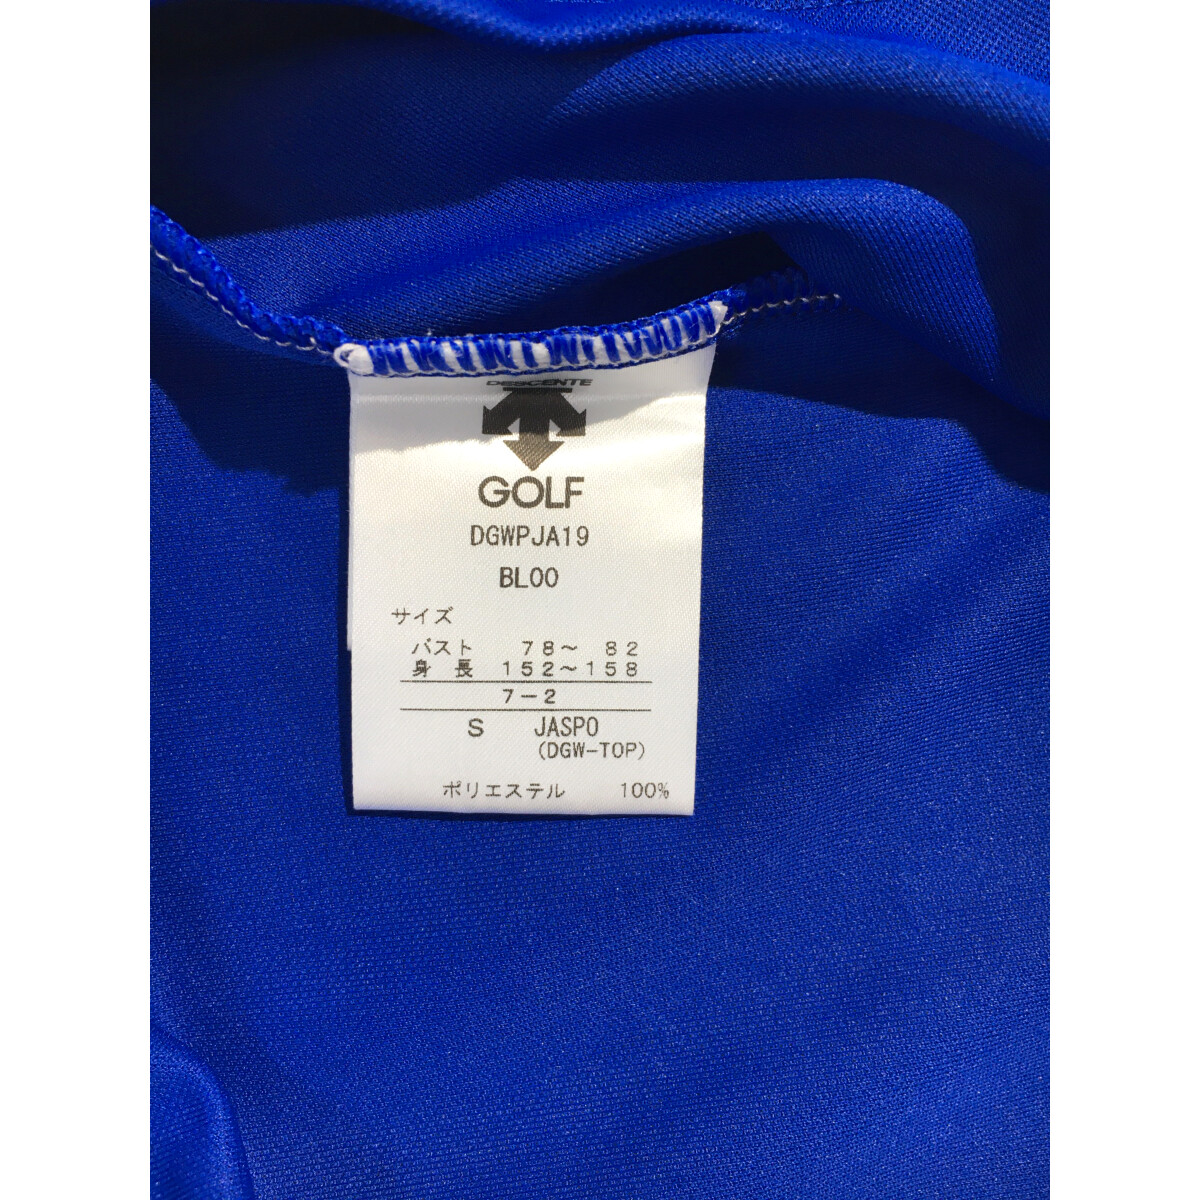 DESCENTE
GOLF
DGWPJA19
BL00
サイズ
バスト 78～ 82
身 長 152～158
7－2
S JASPO
(DGW-TOP)
ポリエステル 100%